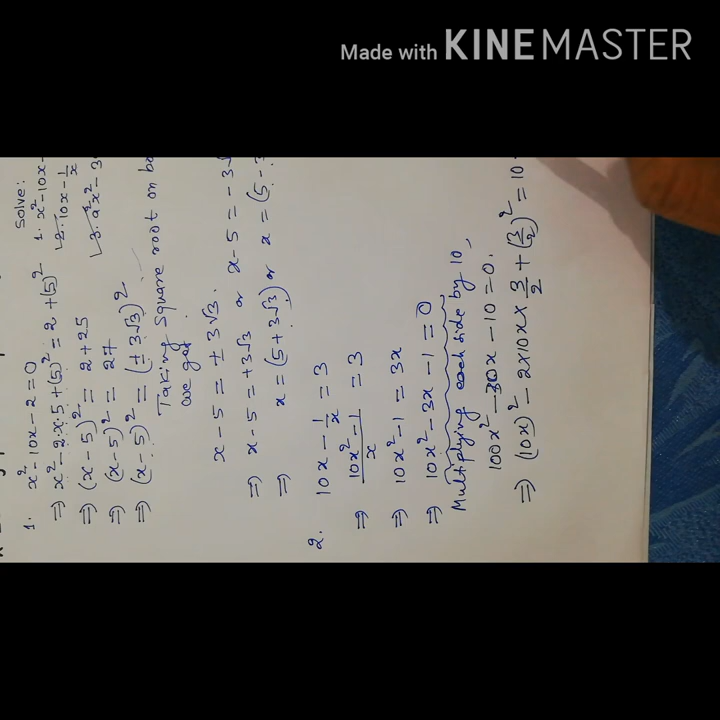 Made with KINEMASTER
Solve:
1. x² - 10x -
2. 10x - 1/x
3. a²x² - 3
1. x² - 10x - 2 = 0
⇒ x² - 2·x·5 + (5)² = 2 + (5)²
⇒ (x - 5)² = 2 + 25
⇒ (x - 5)² = 27
⇒ (x - 5)² = (± 3√3)²
Taking Square root on bo
we get.
x - 5 = ± 3√3.
⇒ x - 5 = +3√3 or x - 5 = - 3√
⇒ x = (5 + 3√3) or x = (5 - 3
2. 10x - 1/x = 3
⇒ (10x² - 1)/x = 3
⇒ 10x² - 1 = 3x
⇒ 10x² - 3x - 1 = 0
Multiplying each side by 10,
100x² - 30x - 10 = 0.
⇒ (10x)² - 2×10x × 3/2 + (3/2)² = 10